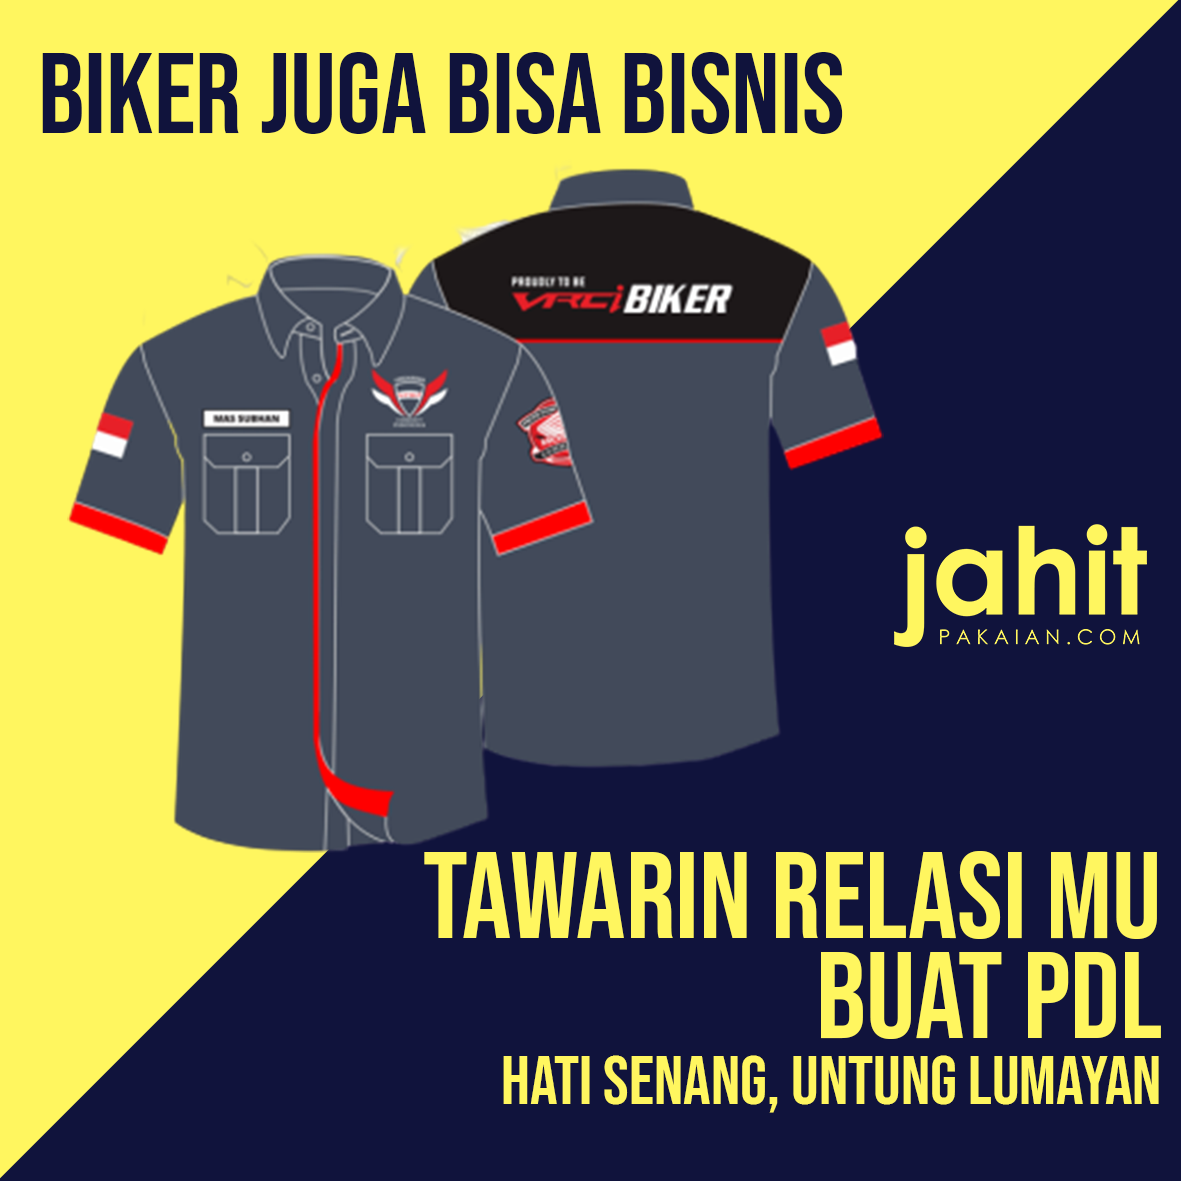 BIKER JUGA BISA BISNIS
PROUDLY TO BE
VRCi BIKER
MAS SUBHAN
jahit
PAKAIAN.COM
TAWARIN RELASI MU
BUAT PDL
HATI SENANG, UNTUNG LUMAYAN